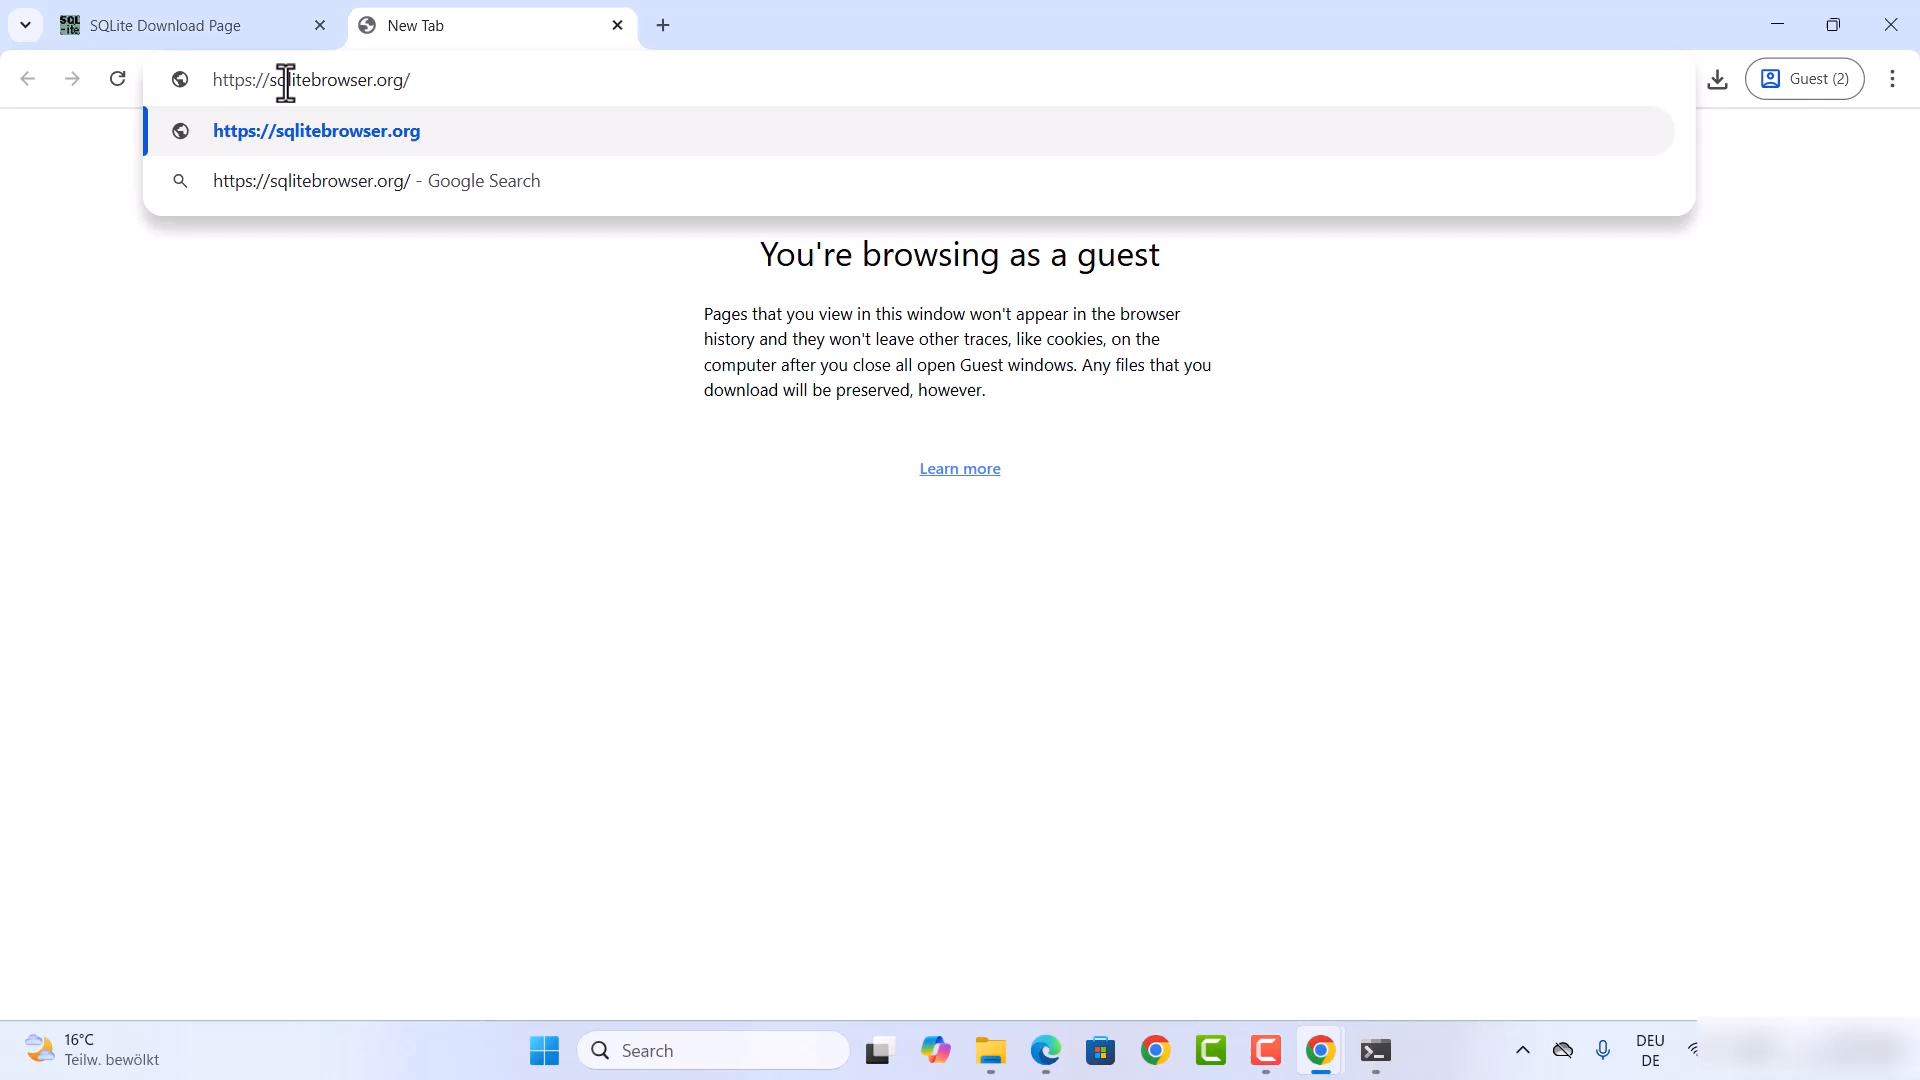 SQLite Download Page
New Tab
https://sqlitebrowser.org/
Guest (2)
https://sqlitebrowser.org
https://sqlitebrowser.org/ - Google Search
You're browsing as a guest
Pages that you view in this window won't appear in the browser
history and they won't leave other traces, like cookies, on the
computer after you close all open Guest windows. Any files that you
download will be preserved, however.
Learn more
16°C
Teilw. bewölkt
Search
DEU
DE